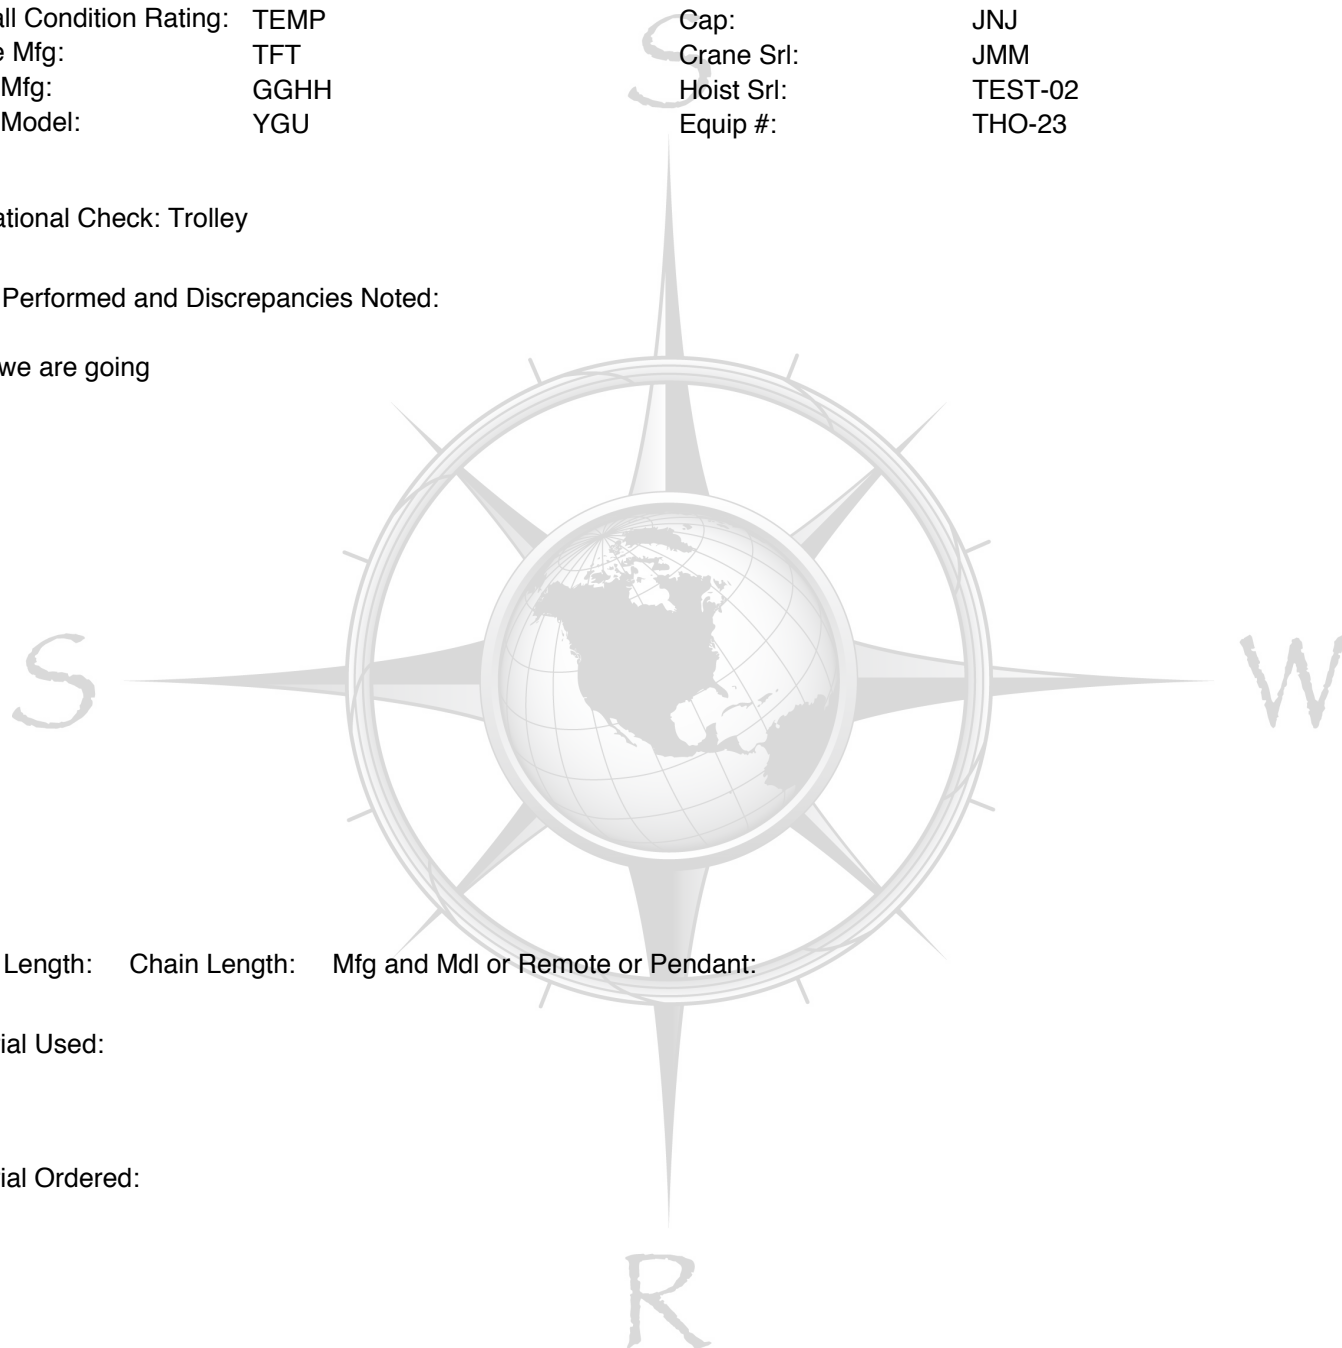 all Condition Rating: TEMP Cap: JNJ
e Mfg: TFT Crane Srl: JMM
Mfg: GGHH Hoist Srl: TEST-02
Model: YGU Equip #: THO-23
ational Check: Trolley
Performed and Discrepancies Noted:
we are going
Length: Chain Length: Mfg and Mdl or Remote or Pendant:
ial Used:
ial Ordered:
S
S
W
R